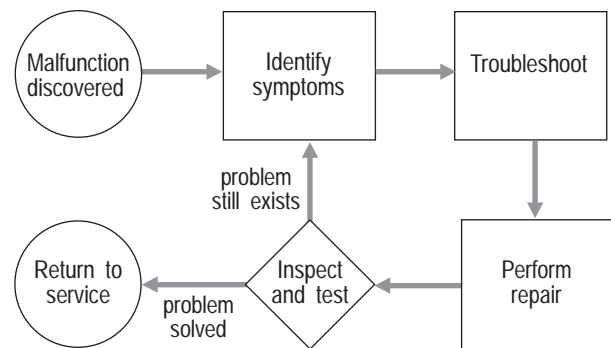 Malfunction
discovered
Identify
symptoms
Troubleshoot
problem
still exists
Return to
service
problem
solved
Inspect
and test
Perform
repair